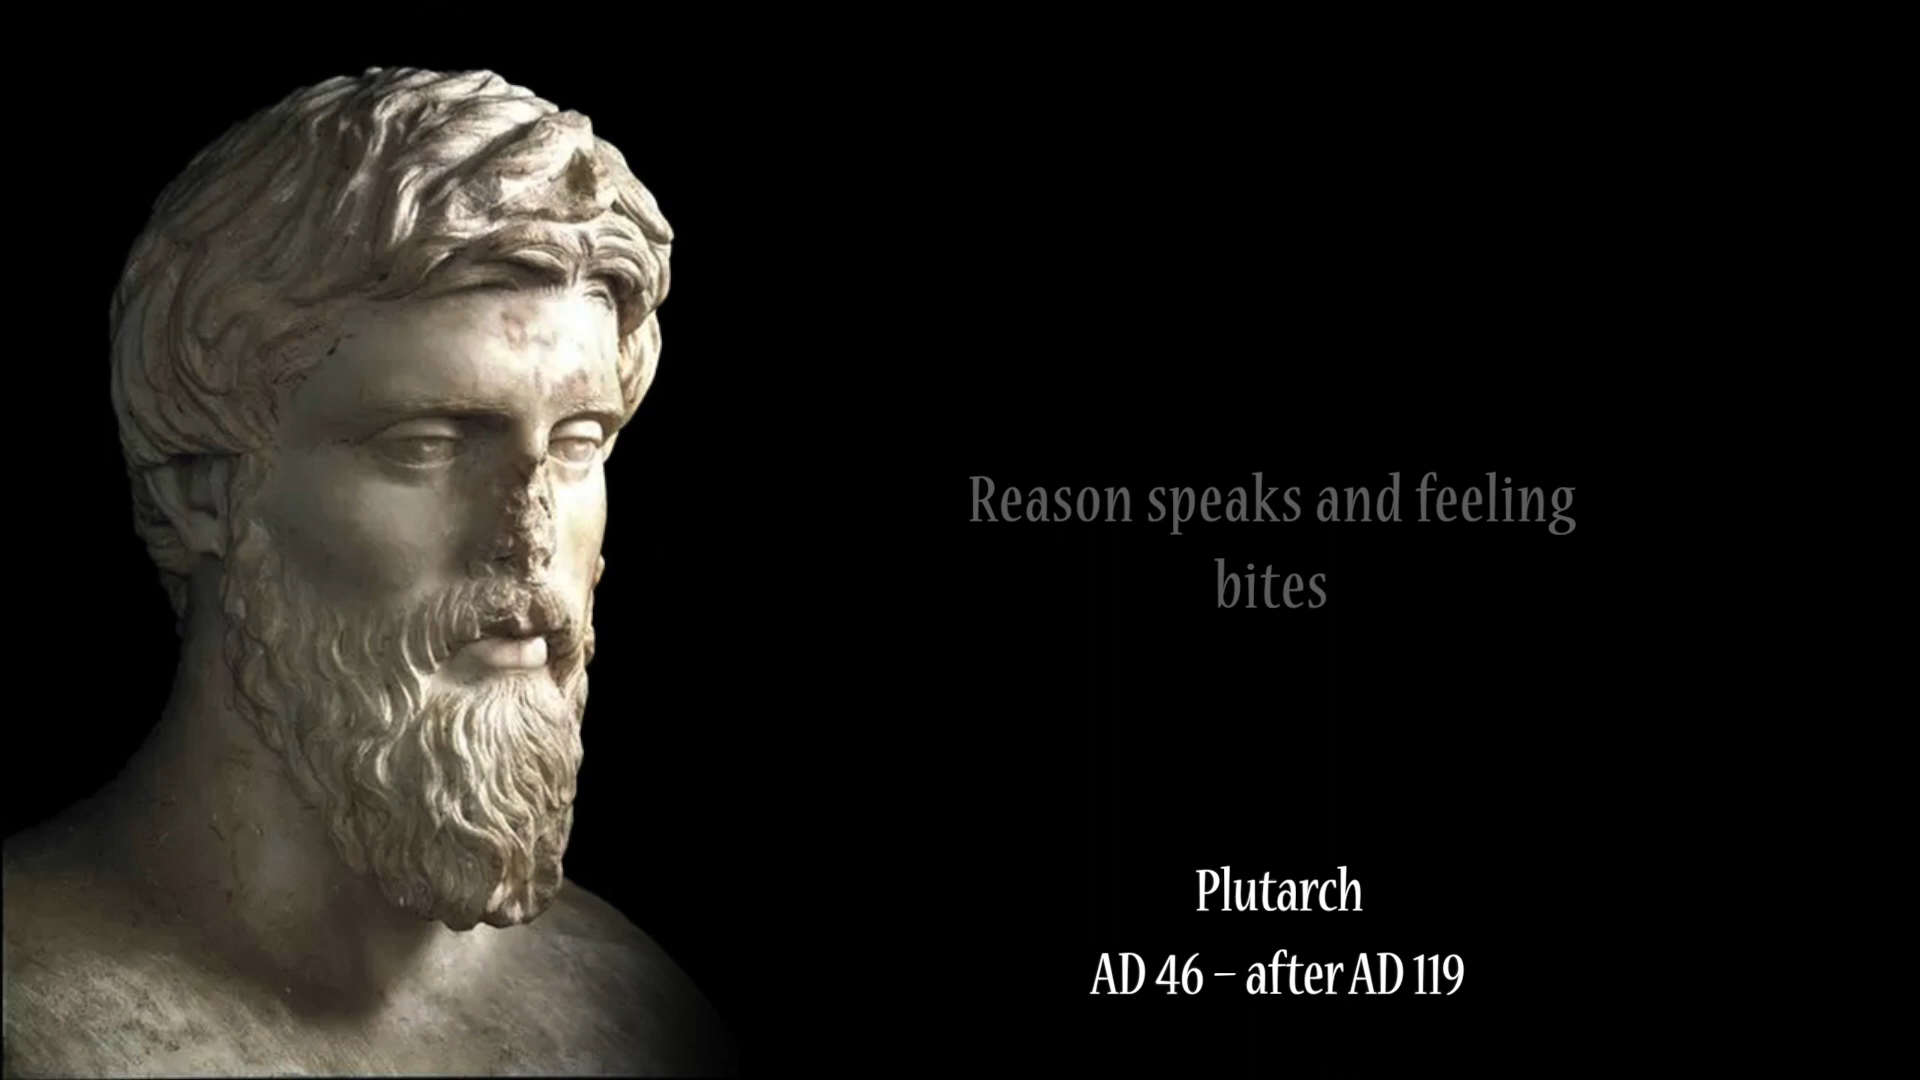 Reason speaks and feeling
bites
Plutarch
AD 46 – after AD 119